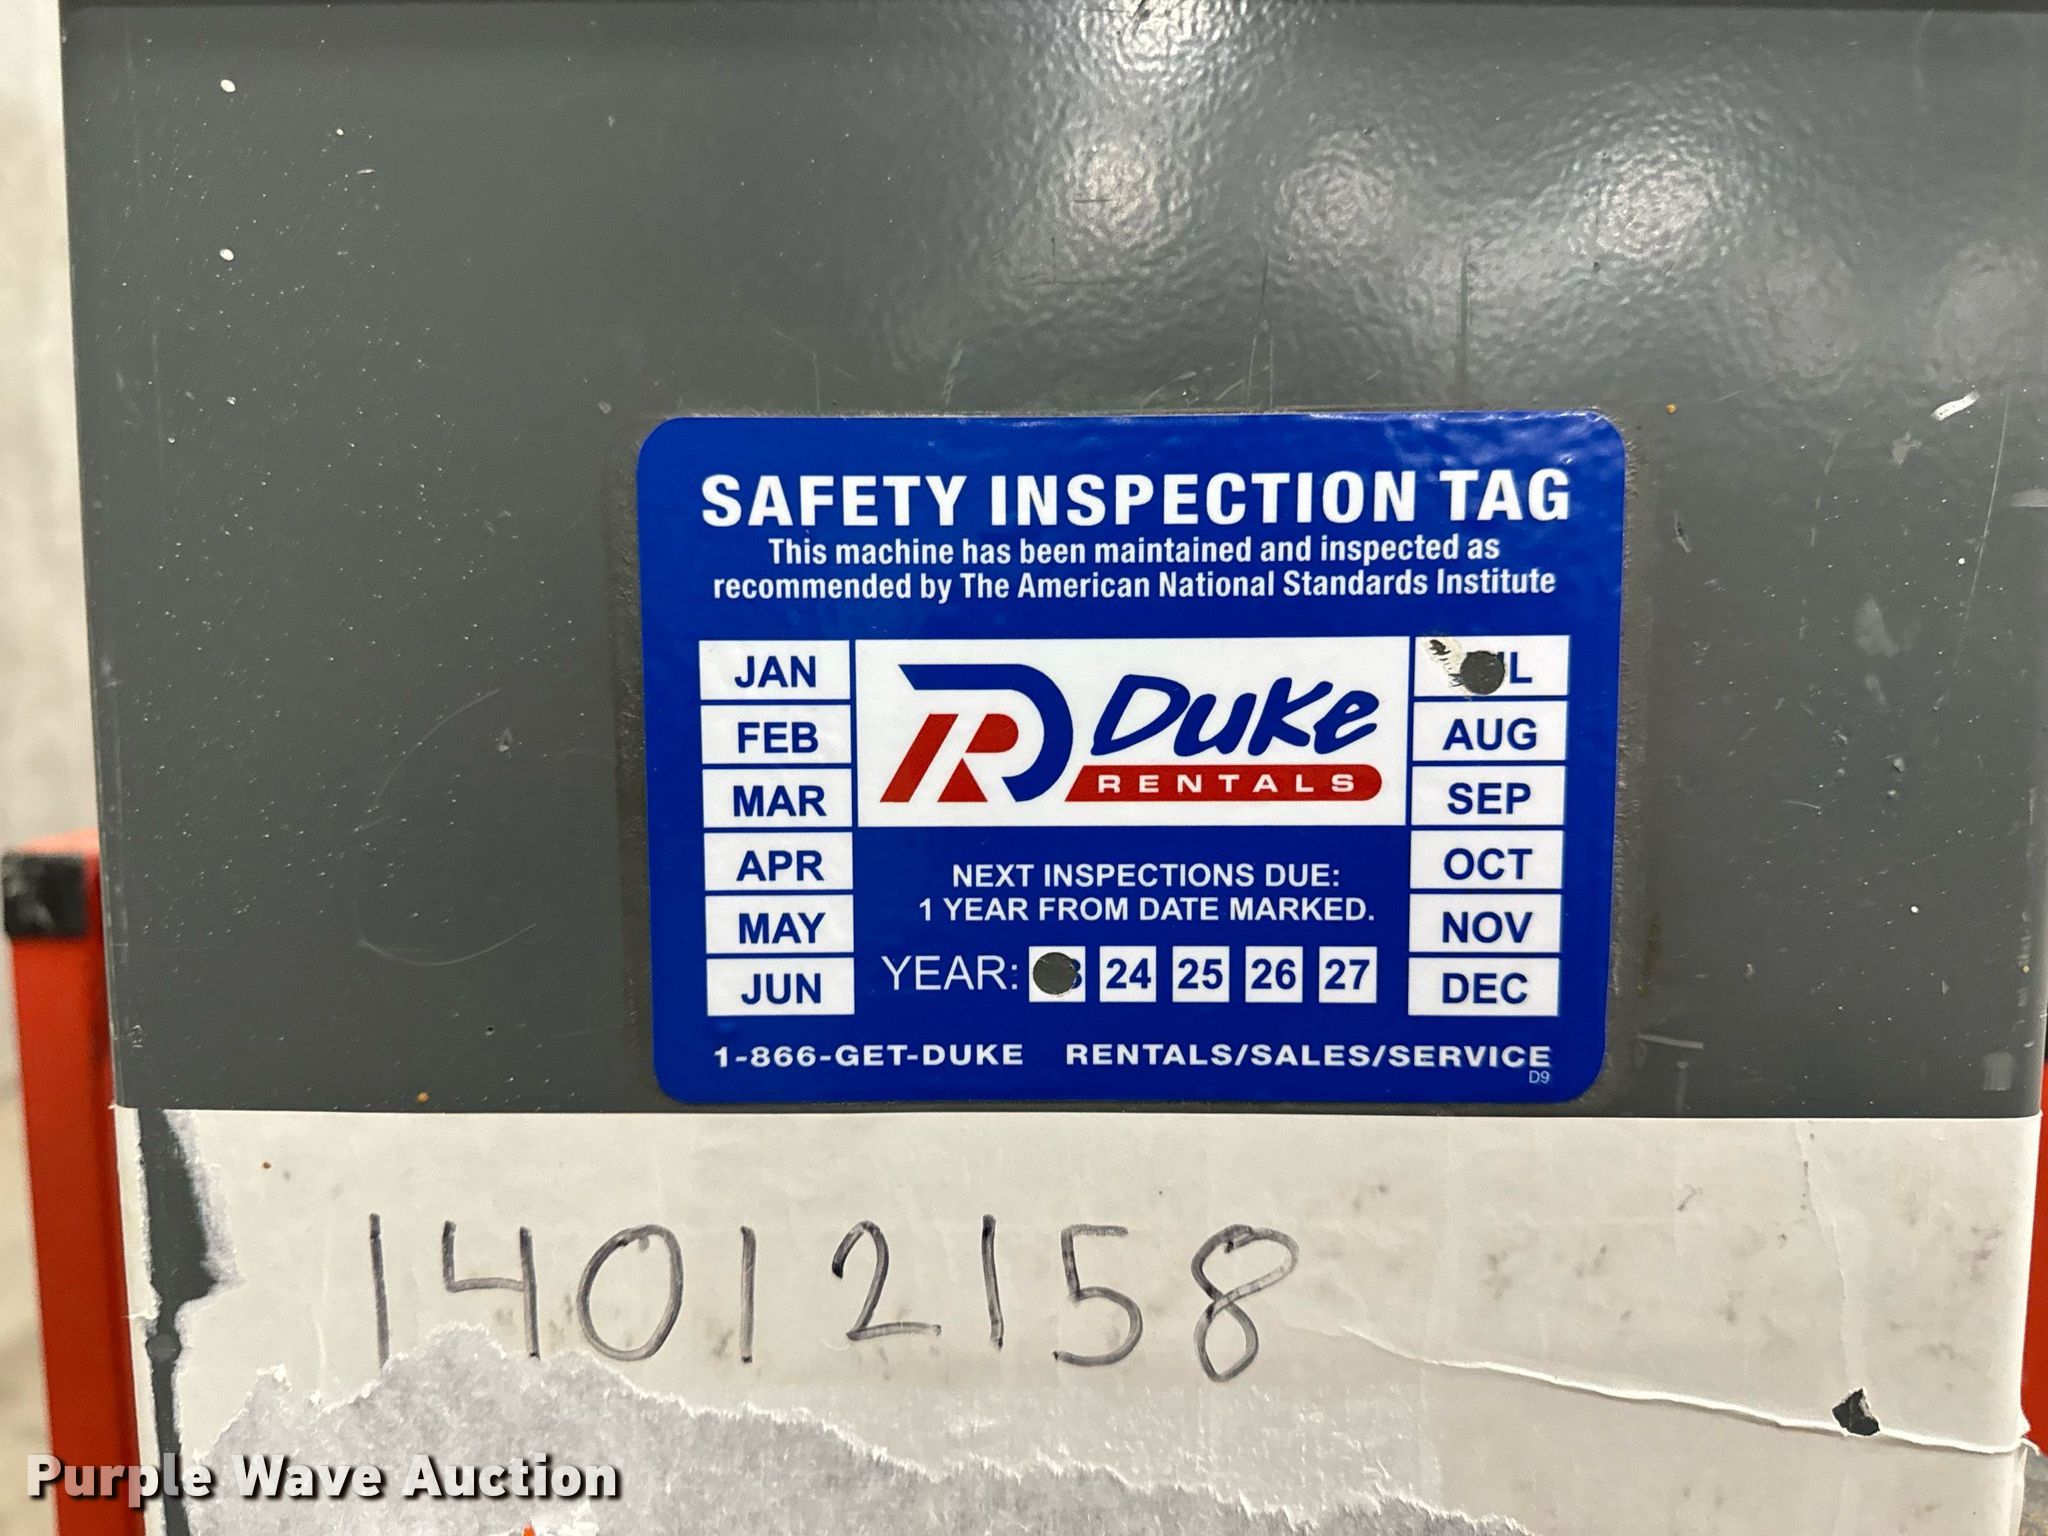 SAFETY INSPECTION TAG
This machine has been maintained and inspected as
recommended by The American National Standards Institute
JAN
FEB
MAR
APR
MAY
JUN
DR
DUKE
RENTALS
NEXT INSPECTIONS DUE:
1 YEAR FROM DATE MARKED.
YEAR: 24 25 26 27
AUG
SEP
OCT
NOV
DEC
1-866-GET-DUKE RENTALS/SALES/SERVICE
D9
14012158
Purple Wave Auction